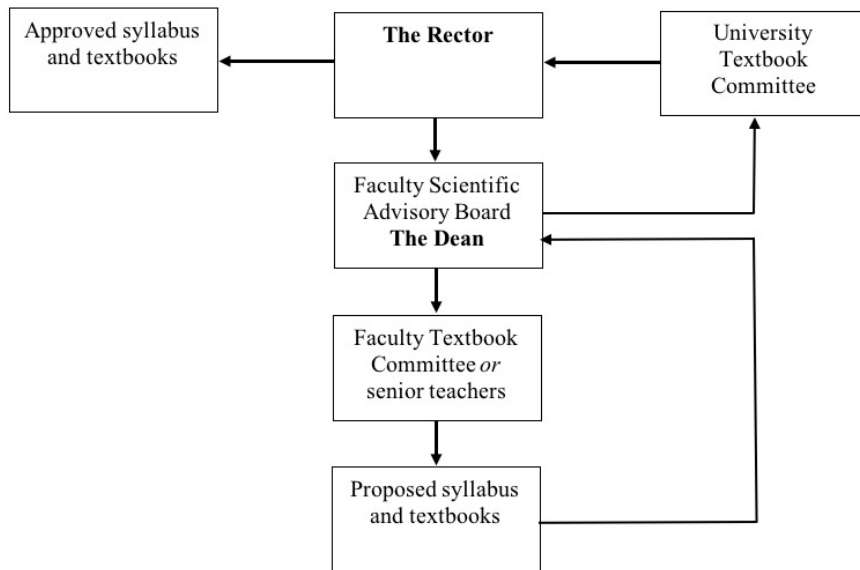 Approved syllabus
and textbooks
The Rector
University
Textbook
Committee
Faculty Scientific
Advisory Board
The Dean
Faculty Textbook
Committee or
senior teachers
Proposed syllabus
and textbooks